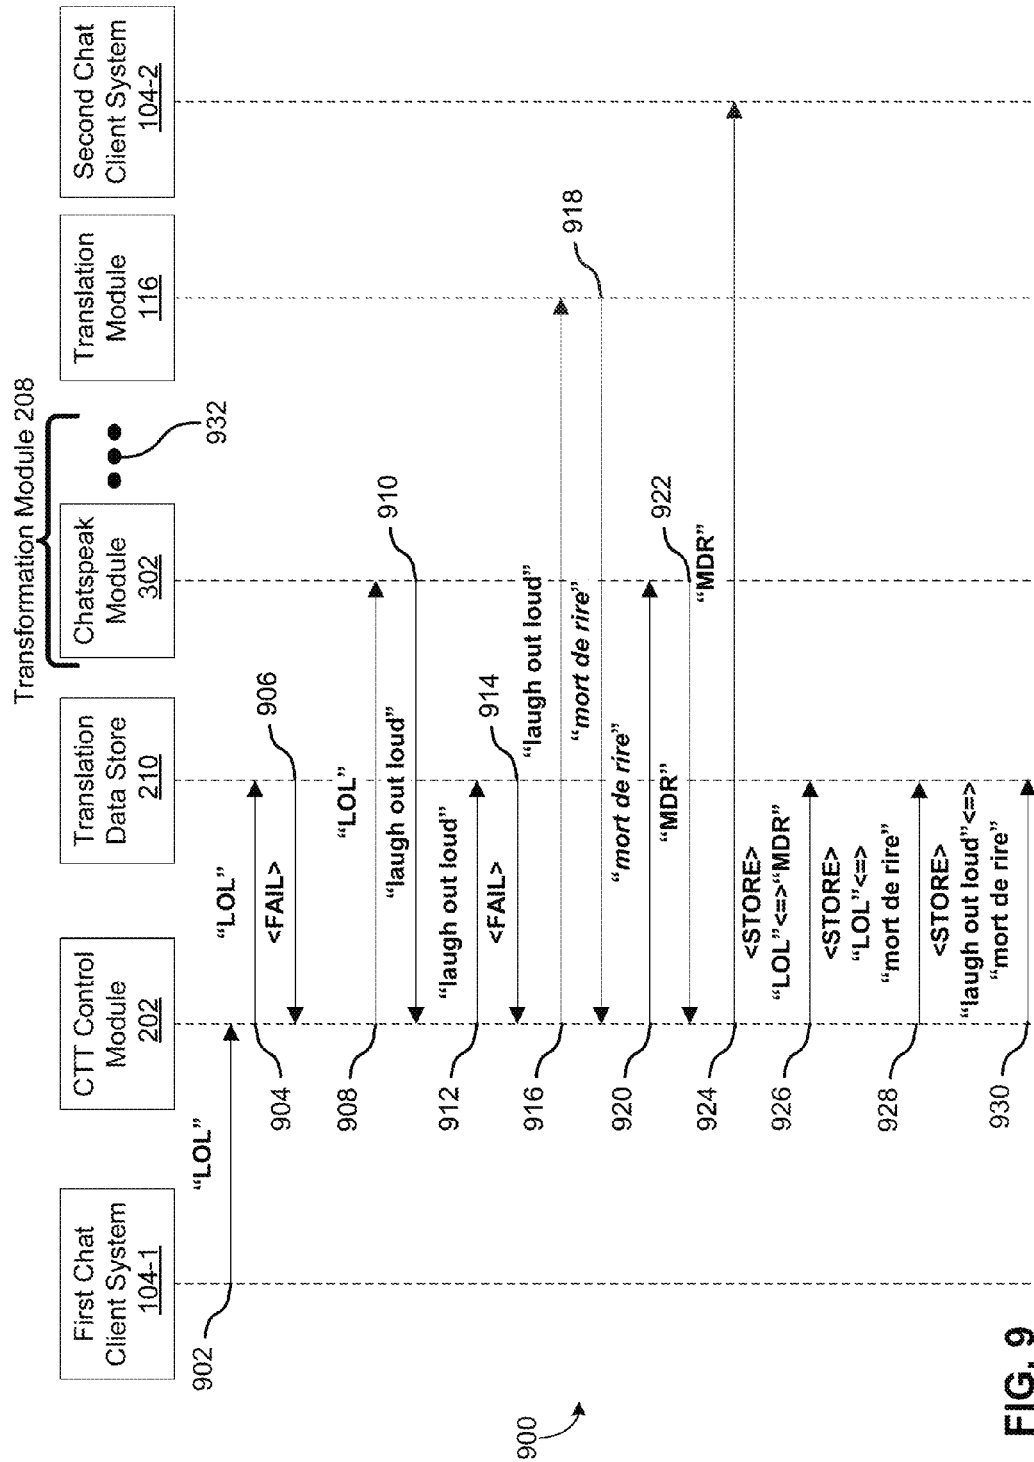 Transformation Module 208
First Chat
Client System
104-1
CTT Control
Module
202
Translation
Data Store
210
Chatspeak
Module
302
932
Translation
Module
116
Second Chat
Client System
104-2
902
“LOL”
904
“LOL”
<FAIL>
906
908
“LOL”
“laugh out loud”
910
912
“laugh out loud”
<FAIL>
914
916
“laugh out loud”
“mort de rire”
918
920
“mort de rire”
“MDR”
922
924
“MDR”
926
<STORE>
“LOL”<=>“MDR”
928
<STORE>
“LOL”<=>
“mort de rire”
930
<STORE>
“laugh out loud”<=>
“mort de rire”
900
FIG. 9